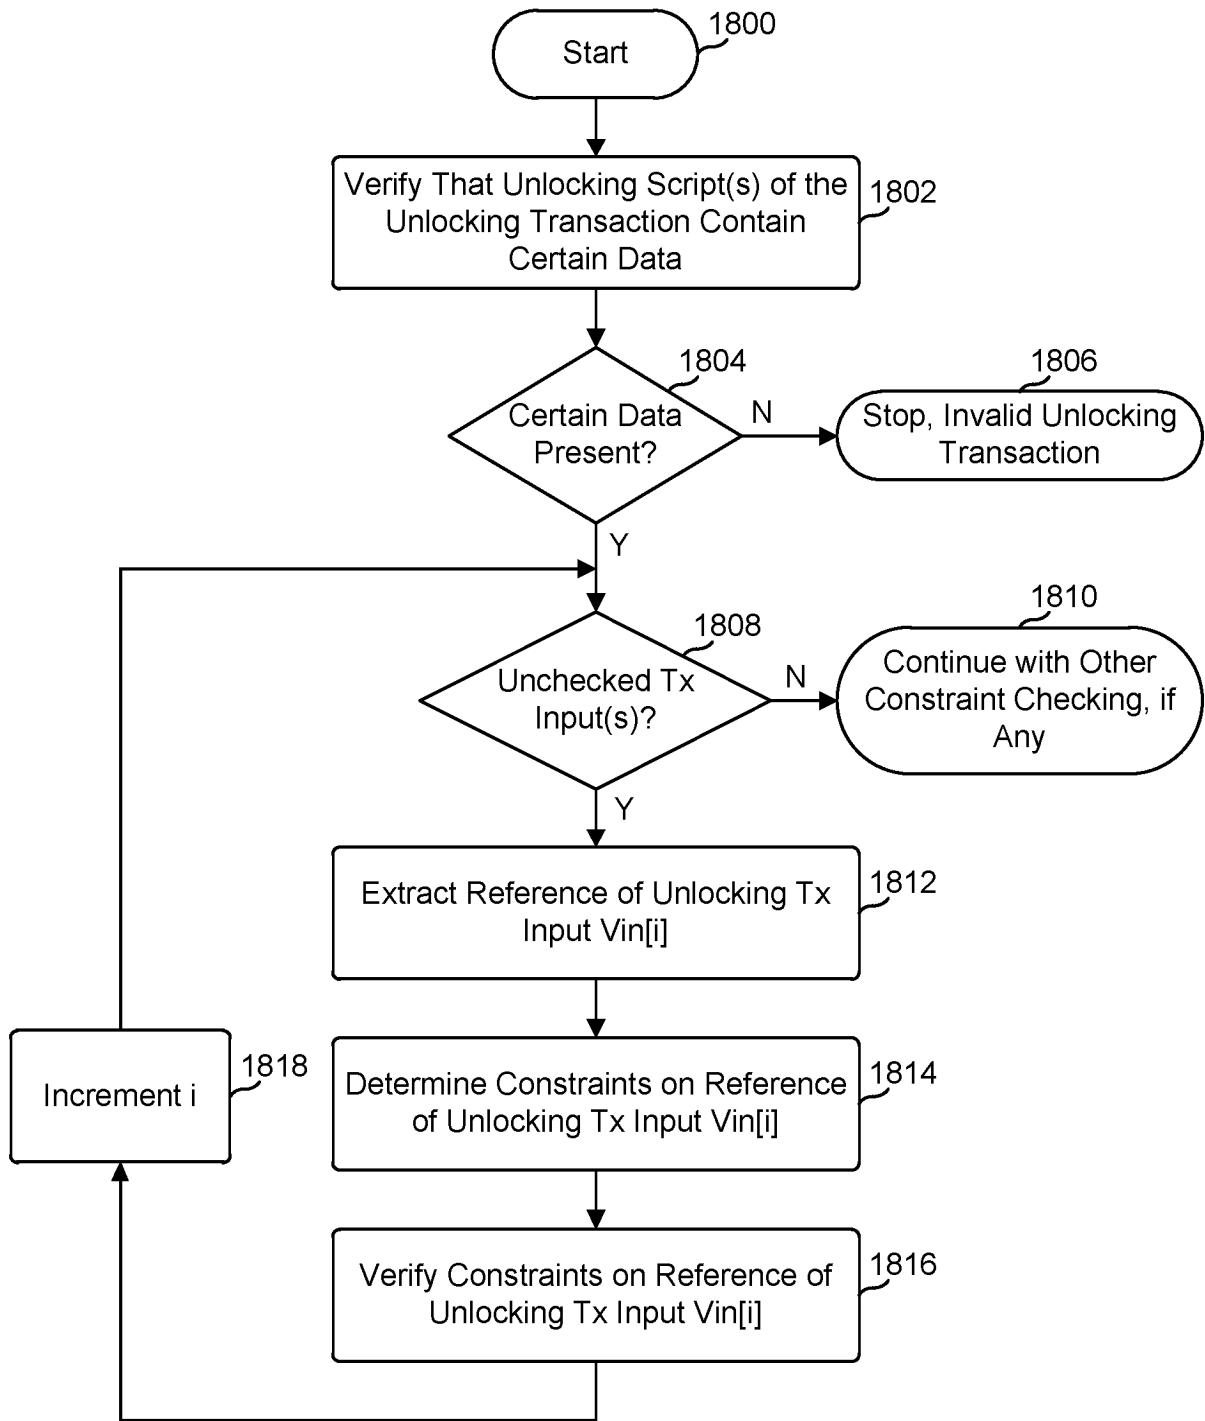 1800
Start
Verify That Unlocking Script(s) of the
Unlocking Transaction Contain
Certain Data
1802
1804
Certain Data
Present?
N
1806
Stop, Invalid Unlocking
Transaction
Y
1808
Unchecked Tx
Input(s)?
N
1810
Continue with Other
Constraint Checking, if
Any
Y
Extract Reference of Unlocking Tx
Input Vin[i]
1812
Determine Constraints on Reference
of Unlocking Tx Input Vin[i]
1814
Increment i
1818
Verify Constraints on Reference of
Unlocking Tx Input Vin[i]
1816